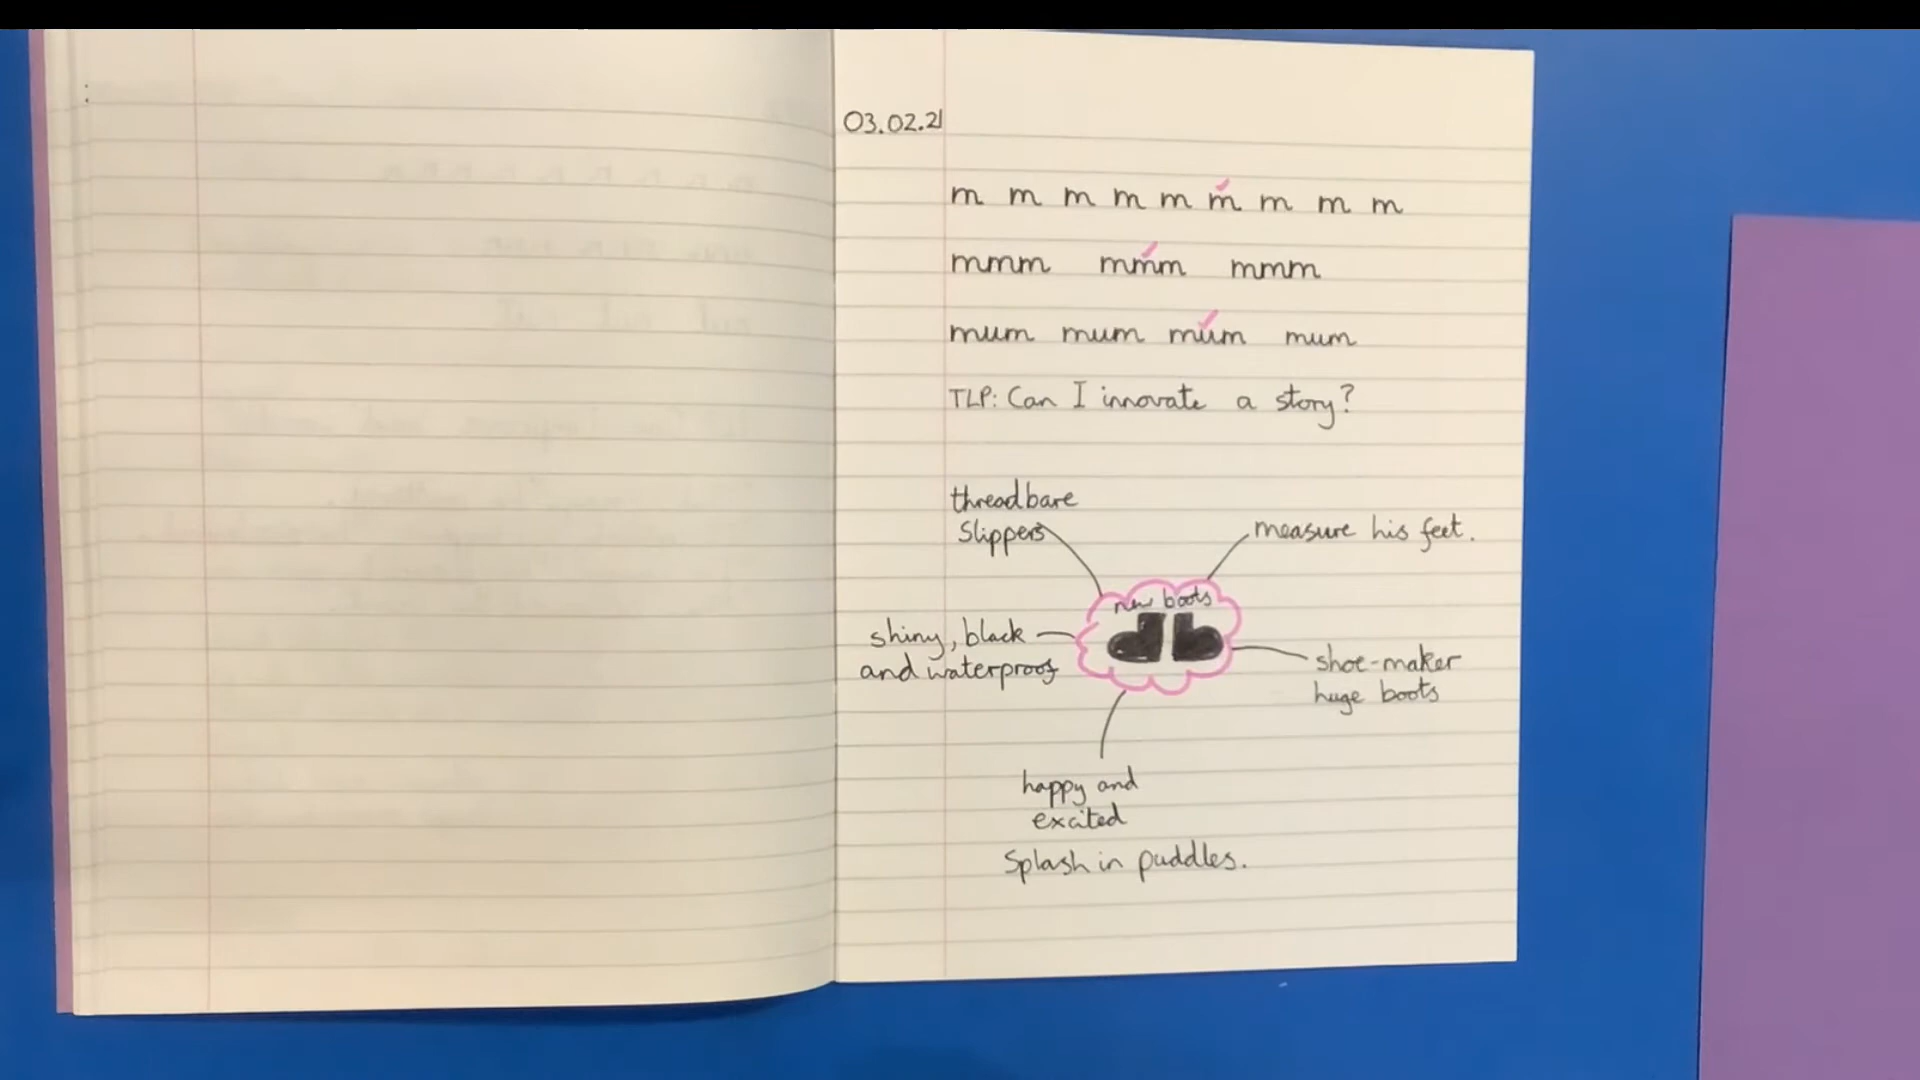 03.02.21
m m m m m m m m m
mmm mmm mmm
mum mum mum mum
TLP: Can I innovate a story?
threadbare
Slippers
measure his feet.
new boots
shiny, black
and waterproof
shoe-maker
huge boots
happy and
excited
Splash in puddles.